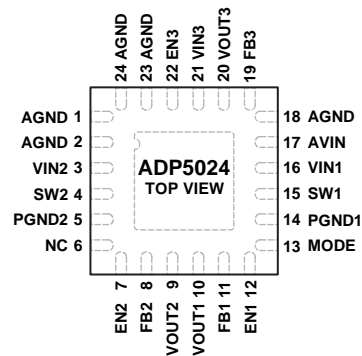 24 AGND
23 AGND
22 EN3
21 VIN3
20 VOUT3
19 FB3
AGND 1
AGND 2
VIN2 3
SW2 4
PGND2 5
NC 6
ADP5024
TOP VIEW
18 AGND
17 AVIN
16 VIN1
15 SW1
14 PGND1
13 MODE
EN2 7
FB2 8
VOUT2 9
VOUT1 10
FB1 11
EN1 12